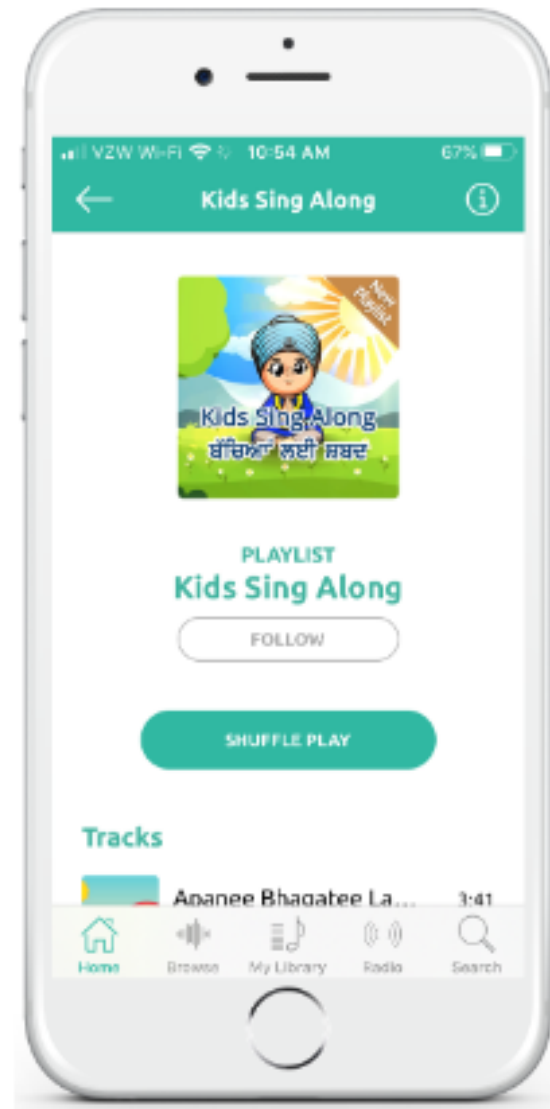 VZW Wi-Fi 10:54 AM 67%
Kids Sing Along
New
Playlist
Kids Sing Along
ਬੱਚਿਆਂ ਲਈ ਸ਼ਬਦ
PLAYLIST
Kids Sing Along
FOLLOW
SHUFFLE PLAY
Tracks
Apanee Bhagatee La... 3:41
Home Browse My Library Radio Search